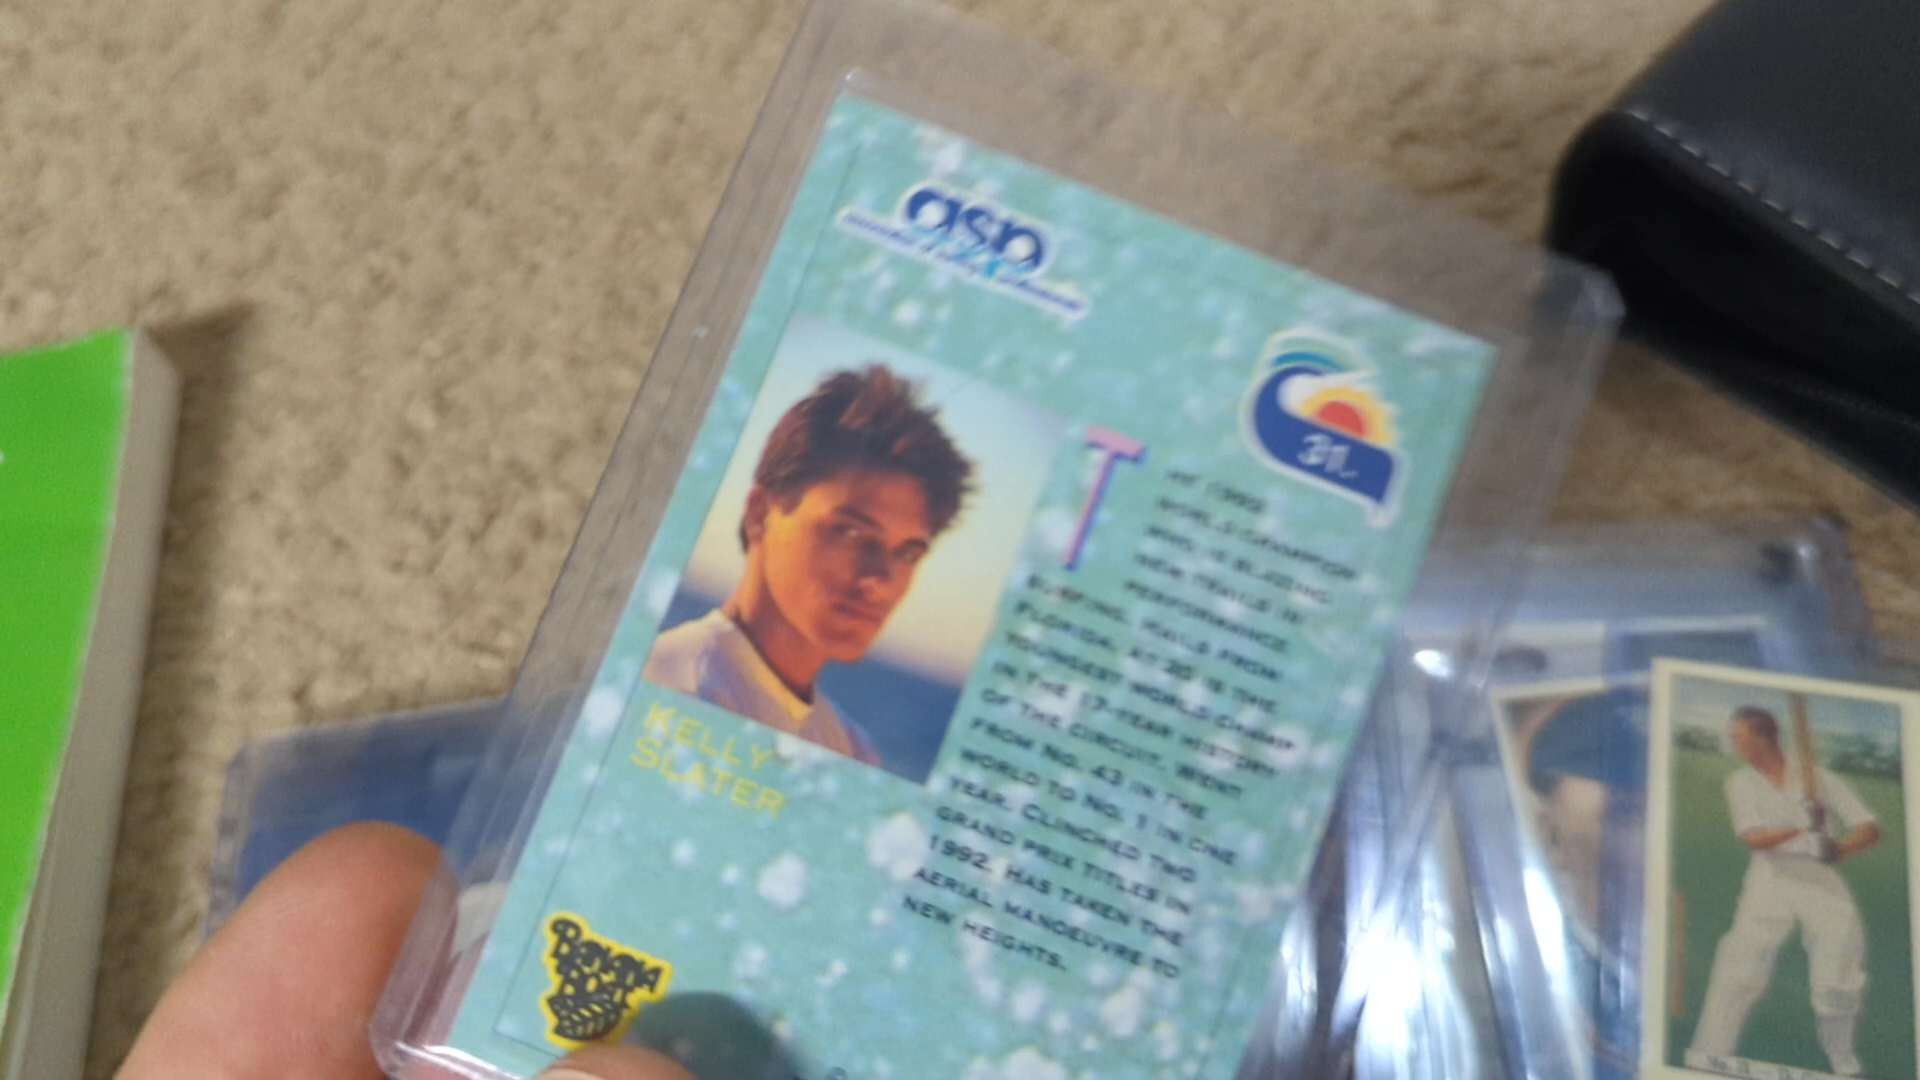 asp
31
THE 1992
WORLD CHAMPION
WHO IS BLAZING
NEW TRAILS IN
PERFORMANCE
SURFING, HAILS FROM
FLORIDA. AT 20 IS THE
YOUNGEST WORLD CHAMP
IN THE 17-YEAR HISTORY
OF THE CIRCUIT. WENT
FROM NO. 43 IN THE
WORLD TO NO. 1 IN ONE
YEAR. CLINCHED TWO
GRAND PRIX TITLES IN
1992. HAS TAKEN THE
AERIAL MANOEUVRE TO
NEW HEIGHTS.
KELLY
SLATER
BANANA
BOAT